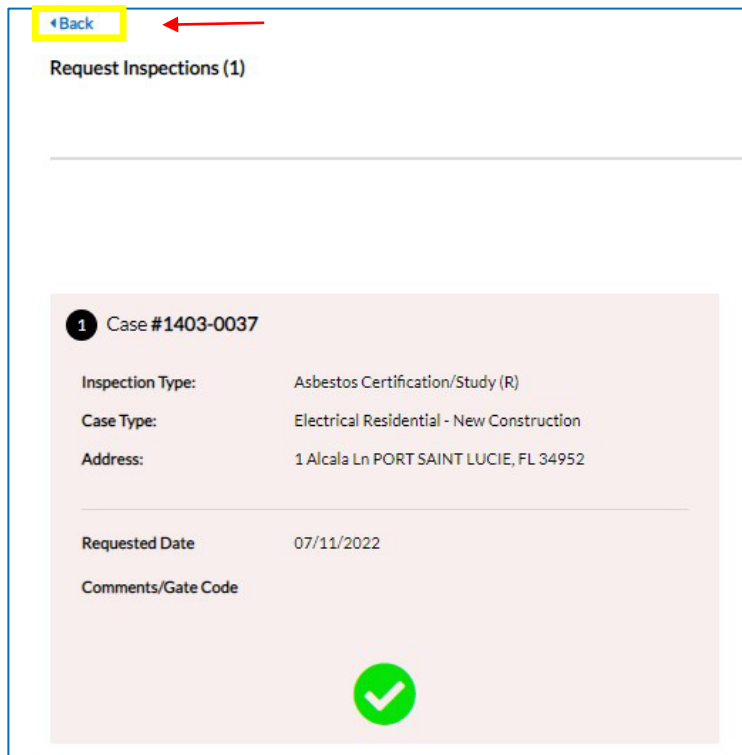 Back
Request Inspections (1)
1 Case #1403-0037
Inspection Type: Asbestos Certification/Study (R)
Case Type: Electrical Residential - New Construction
Address: 1 Alcala Ln PORT SAINT LUCIE, FL 34952
Requested Date 07/11/2022
Comments/Gate Code